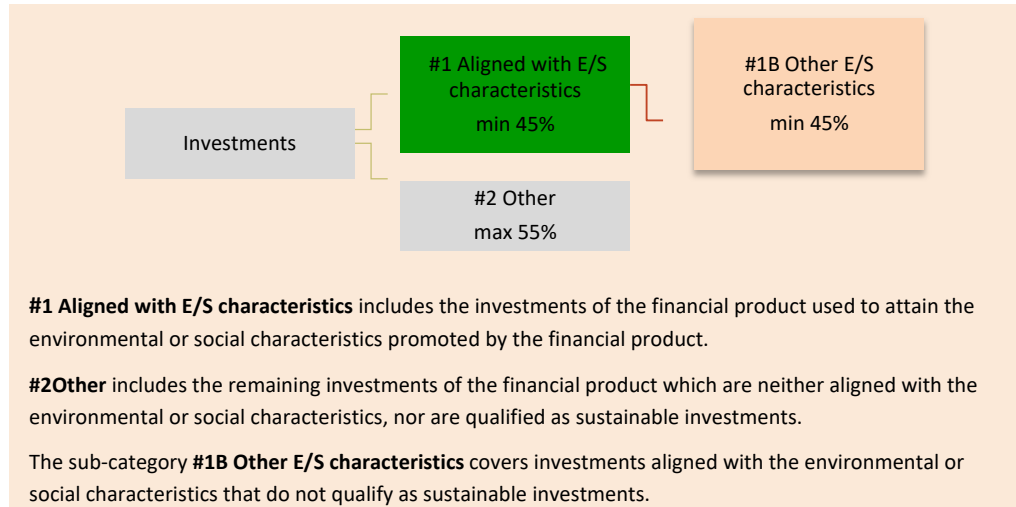 #1 Aligned with E/S
characteristics
min 45%
#1B Other E/S
characteristics
min 45%
Investments
#2 Other
max 55%
#1 Aligned with E/S characteristics includes the investments of the financial product used to attain the
environmental or social characteristics promoted by the financial product.
#2Other includes the remaining investments of the financial product which are neither aligned with the
environmental or social characteristics, nor are qualified as sustainable investments.
The sub-category #1B Other E/S characteristics covers investments aligned with the environmental or
social characteristics that do not qualify as sustainable investments.